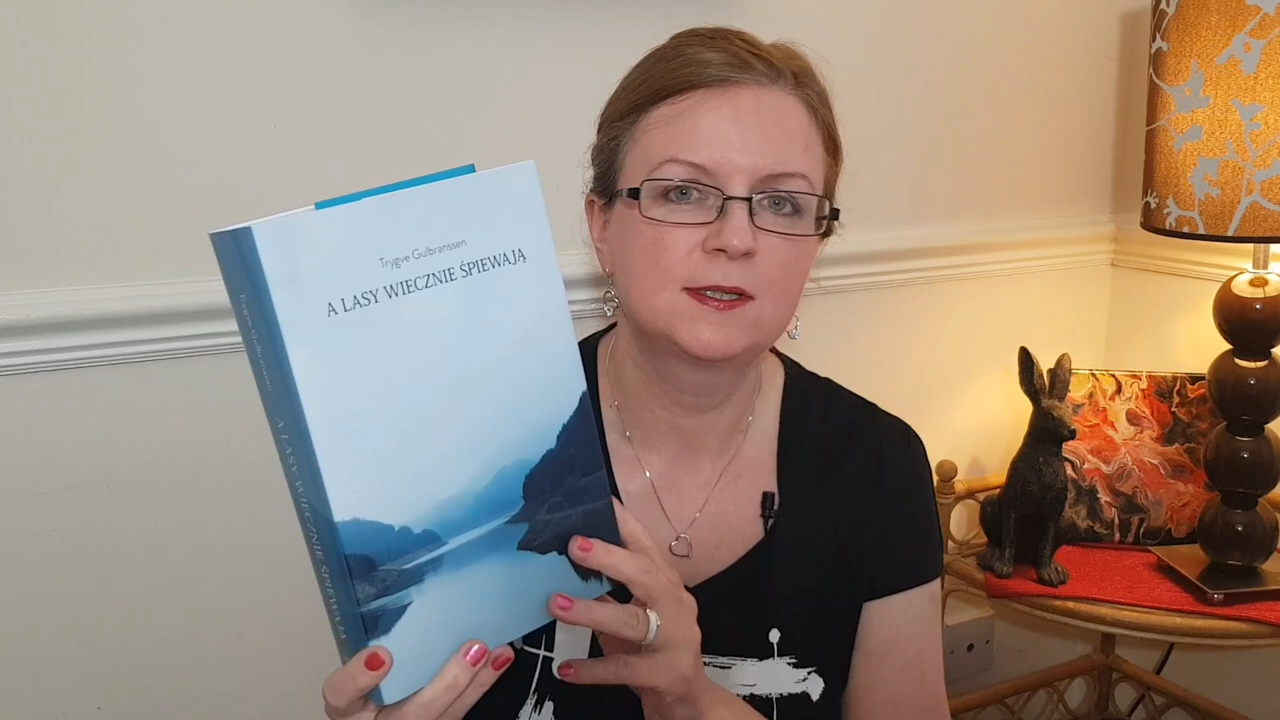 Trygve Gulbranssen
A LASY WIECZNIE ŚPIEWAJĄ
Trygve Gulbranssen A LASY WIECZNIE ŚPIEWAJĄ